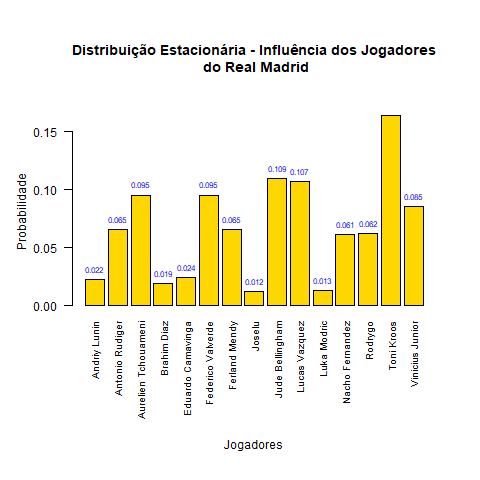 Distribuição Estacionária - Influência dos Jogadores
do Real Madrid
Probabilidade
0.15
0.10
0.05
0.00
0.022
0.065
0.095
0.019
0.024
0.095
0.065
0.012
0.109
0.107
0.013
0.061
0.062
0.085
Andriy Lunin
Antonio Rudiger
Aurelien Tchouameni
Brahim Diaz
Eduardo Camavinga
Federico Valverde
Ferland Mendy
Joselu
Jude Bellingham
Lucas Vazquez
Luka Modric
Nacho Fernandez
Rodrygo
Toni Kroos
Vinicius Junior
Jogadores